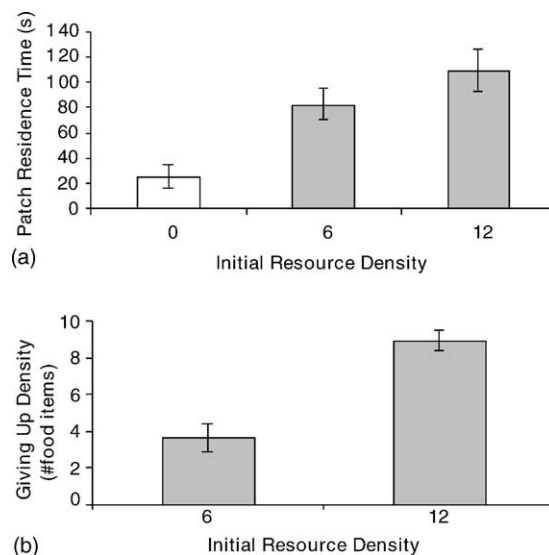 Patch Residence Time (s)
140
120
100
80
60
40
20
0
0 6 12
(a)
Initial Resource Density
Giving Up Density
(#food items)
10
8
6
4
2
0
6 12
(b)
Initial Resource Density